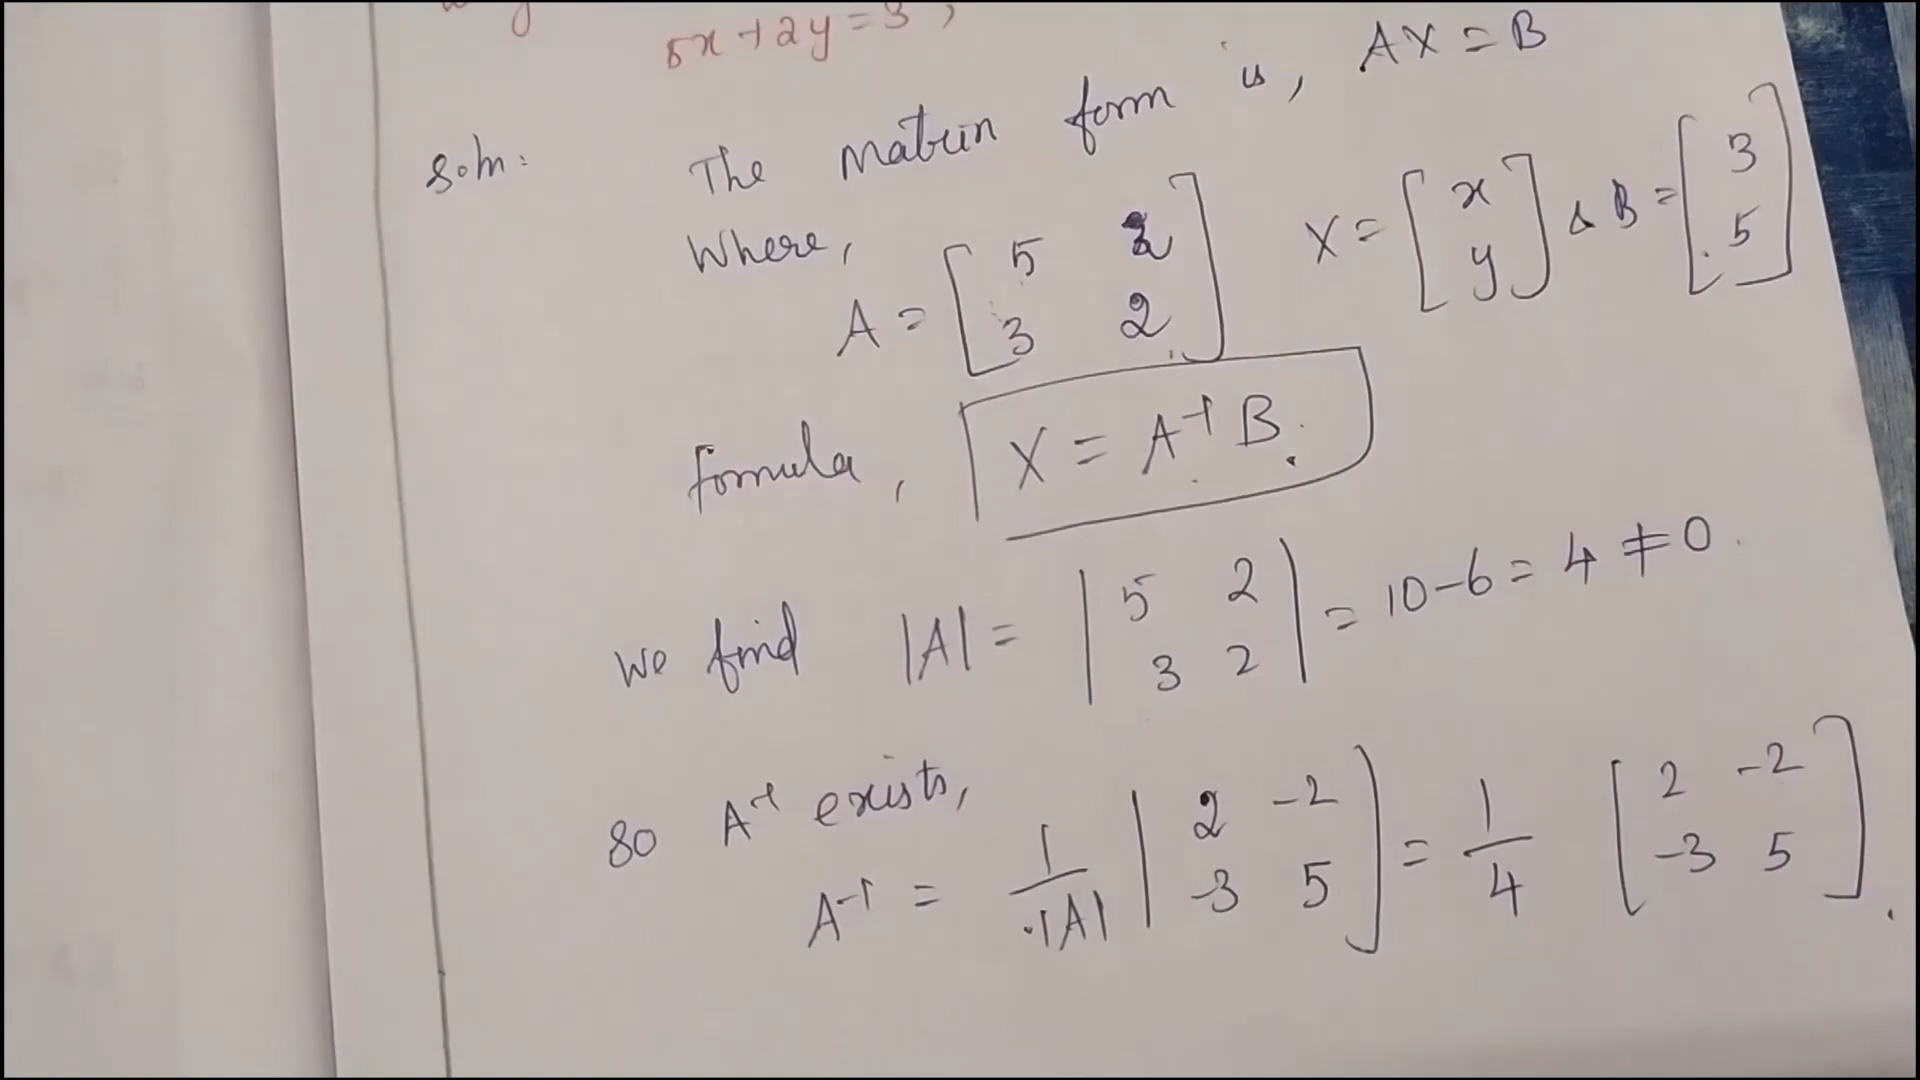 5x+2y=3,
Soln: The Matrix form is, AX = B
Where,
A = [5 2; 3 2] X = [x; y] & B = [3; 5]
formula, X = A⁻¹ B.
We find |A| = |5 2; 3 2| = 10-6 = 4 ≠ 0.
So A⁻¹ exists,
A⁻¹ = 1/|A| |2 -2; -3 5] = 1/4 [2 -2; -3 5].